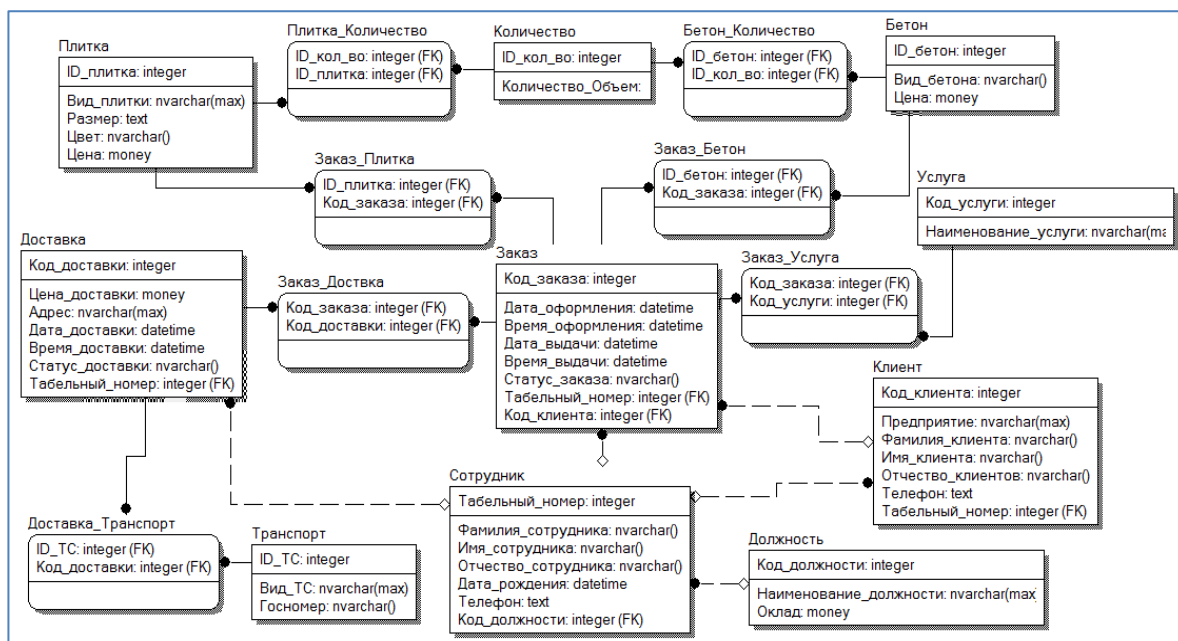 Плитка
ID_плитка: integer
Вид_плитки: nvarchar(max)
Размер: text
Цвет: nvarchar()
Цена: money
Плитка_Количество
ID_кол_во: integer (FK)
ID_плитка: integer (FK)
Количество
ID_кол_во: integer
Количество_Объем:
Бетон_Количество
ID_бетон: integer (FK)
ID_кол_во: integer (FK)
Бетон
ID_бетон: integer
Вид_бетона: nvarchar()
Цена: money
Заказ_Плитка
ID_плитка: integer (FK)
Код_заказа: integer (FK)
Заказ_Бетон
ID_бетон: integer (FK)
Код_заказа: integer (FK)
Услуга
Код_услуги: integer
Наименование_услуги: nvarchar(ma
Доставка
Код_доставки: integer
Цена_доставки: money
Адрес: nvarchar(max)
Дата_доставки: datetime
Время_доставки: datetime
Статус_доставки: nvarchar()
Табельный_номер: integer (FK)
Заказ_Доствка
Код_заказа: integer (FK)
Код_доставки: integer (FK)
Заказ
Код_заказа: integer
Дата_оформления: datetime
Время_оформления: datetime
Дата_выдачи: datetime
Время_выдачи: datetime
Статус_заказа: nvarchar()
Табельный_номер: integer (FK)
Код_клиента: integer (FK)
Заказ_Услуга
Код_заказа: integer (FK)
Код_услуги: integer (FK)
Клиент
Код_клиента: integer
Предприятие: nvarchar(max)
Фамилия_клиента: nvarchar()
Имя_клиента: nvarchar()
Отчество_клиентов: nvarchar()
Телефон: text
Табельный_номер: integer (FK)
Доставка_Транспорт
ID_ТС: integer (FK)
Код_доставки: integer (FK)
Транспорт
ID_ТС: integer
Вид_ТС: nvarchar(max)
Госномер: nvarchar()
Сотрудник
Табельный_номер: integer
Фамилия_сотрудника: nvarchar()
Имя_сотрудника: nvarchar()
Отчество_сотрудника: nvarchar()
Дата_рождения: datetime
Телефон: text
Код_должности: integer (FK)
Должность
Код_должности: integer
Наименование_должности: nvarchar(max
Оклад: money